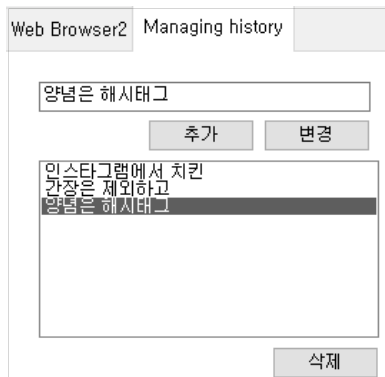 Web Browser2 Managing history
양념은 해시태그
추가 변경
인스타그램에서 치킨
간장은 제외하고
양념은 해시태그
삭제